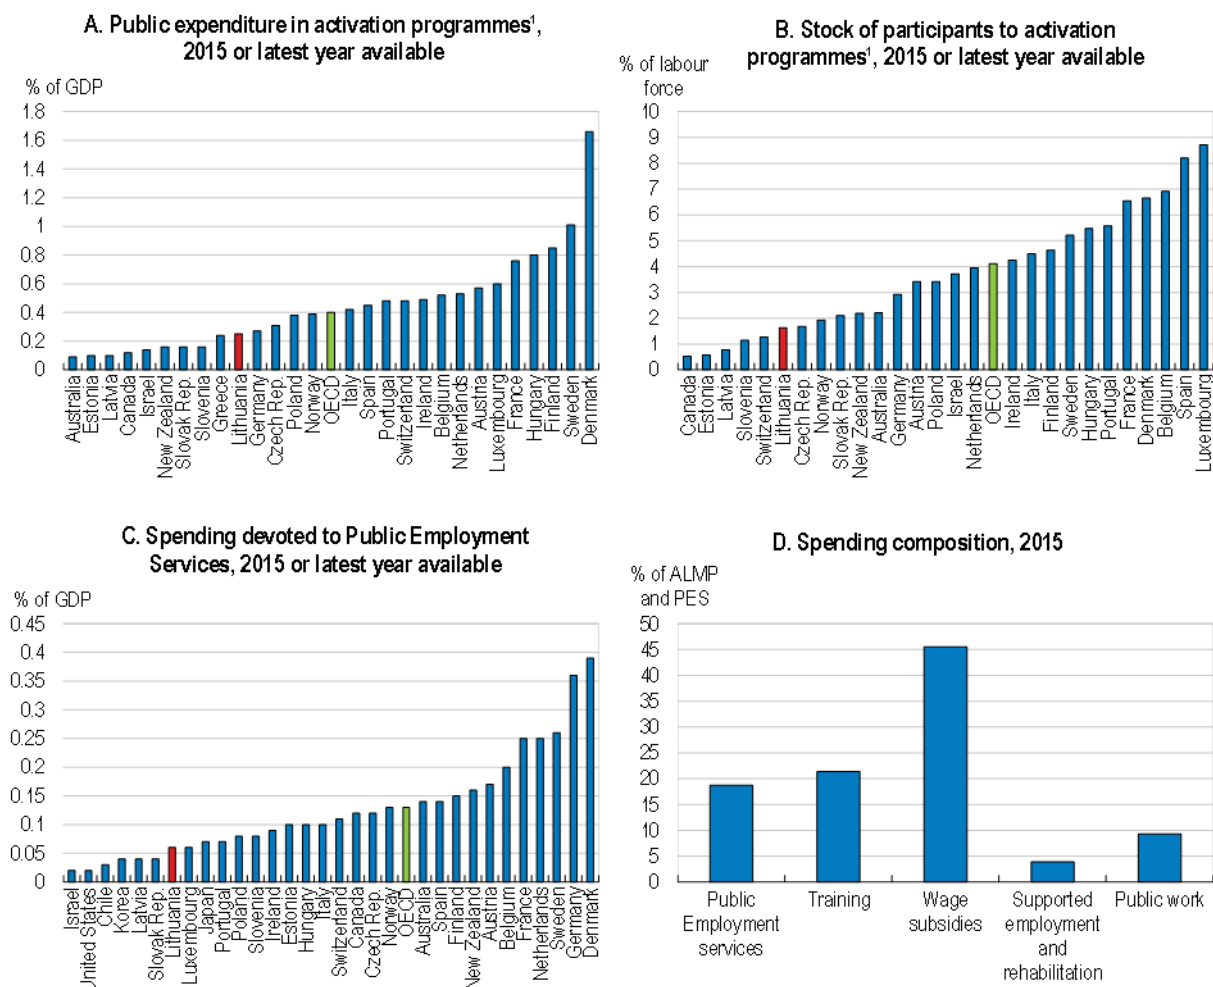 A. Public expenditure in activation programmes¹,
2015 or latest year available
% of GDP
1.8
1.6
1.4
1.2
1
0.8
0.6
0.4
0.2
0
Australia
Estonia
Latvia
Canada
Israel
New Zealand
Slovak Rep.
Slovenia
Greece
Lithuania
Germany
Czech Rep.
Poland
Norway
OECD
Italy
Spain
Portugal
Switzerland
Ireland
Belgium
Netherlands
Austria
Luxembourg
France
Hungary
Finland
Sweden
Denmark
B. Stock of participants to activation
programmes¹, 2015 or latest year available
% of labour
force
10
9
8
7
6
5
4
3
2
1
0
Canada
Estonia
Latvia
Slovenia
Switzerland
Lithuania
Czech Rep.
Norway
Slovak Rep.
New Zealand
Australia
Germany
Austria
Poland
Israel
Netherlands
OECD
Ireland
Italy
Finland
Sweden
Hungary
Portugal
France
Denmark
Belgium
Spain
Luxembourg
C. Spending devoted to Public Employment
Services, 2015 or latest year available
% of GDP
0.45
0.4
0.35
0.3
0.25
0.2
0.15
0.1
0.05
0
Israel
United States
Chile
Korea
Latvia
Slovak Rep.
Lithuania
Luxembourg
Japan
Portugal
Poland
Slovenia
Ireland
Estonia
Hungary
Italy
Switzerland
Canada
Czech Rep.
Norway
OECD
Australia
Spain
Finland
New Zealand
Austria
Belgium
France
Netherlands
Sweden
Germany
Denmark
D. Spending composition, 2015
% of ALMP
and PES
50
45
40
35
30
25
20
15
10
5
0
Public
Employment
services
Training
Wage
subsidies
Supported
employment
and
rehabilitation
Public work